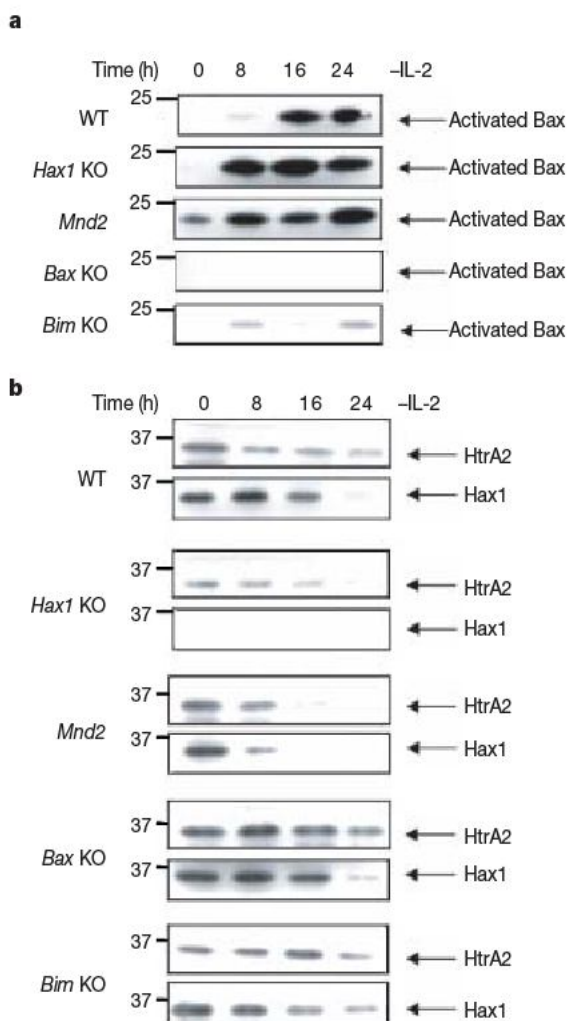 a
Time (h) 0 8 16 24 –IL-2
25
WT Activated Bax
25
Hax1 KO Activated Bax
25
Mnd2 Activated Bax
25
Bax KO Activated Bax
25
Bim KO Activated Bax
b
Time (h) 0 8 16 24 –IL-2
37
HtrA2
WT
37
Hax1
37
HtrA2
Hax1 KO
37
Hax1
37
HtrA2
Mnd2
37
Hax1
37
HtrA2
Bax KO
37
Hax1
37
HtrA2
Bim KO
37
Hax1